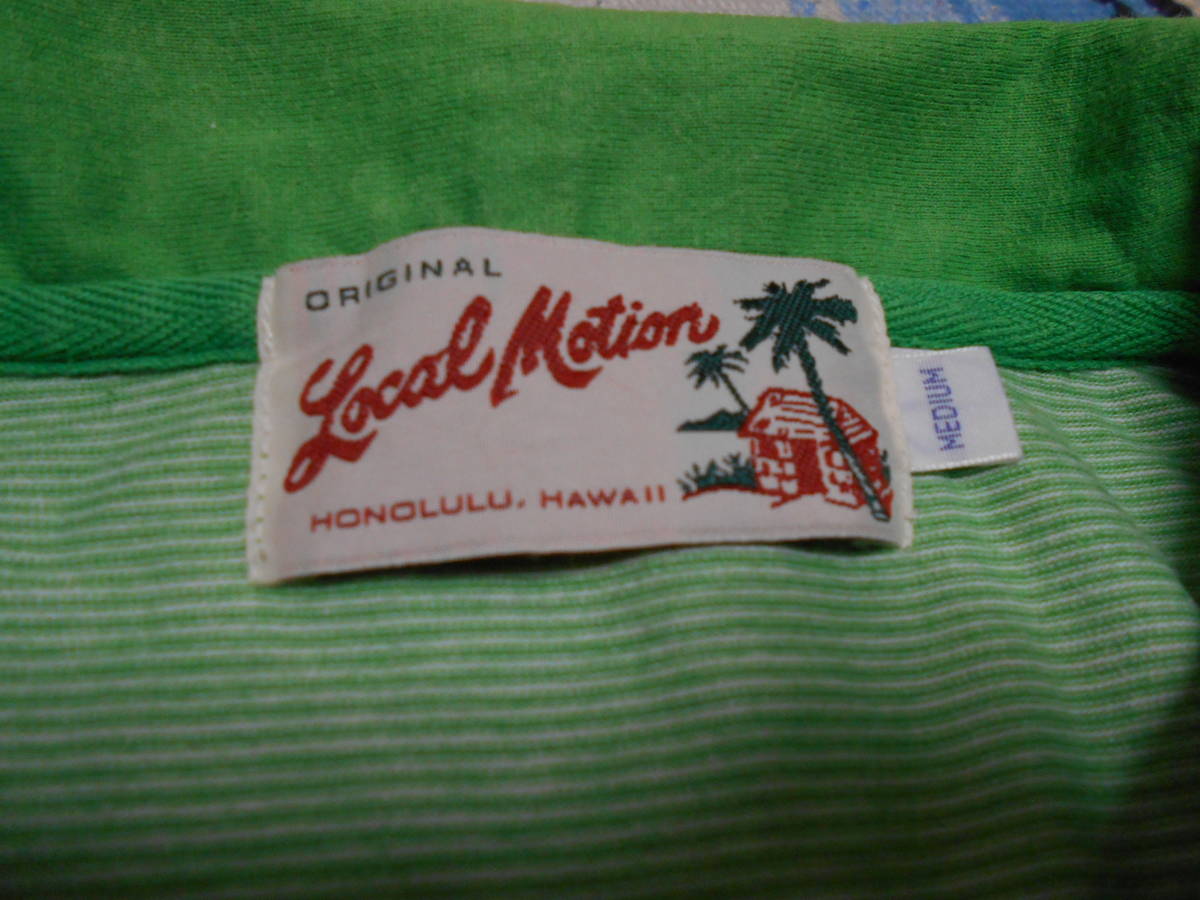 ORIGINAL
Local Motion
HONOLULU, HAWAII
MEDIUM